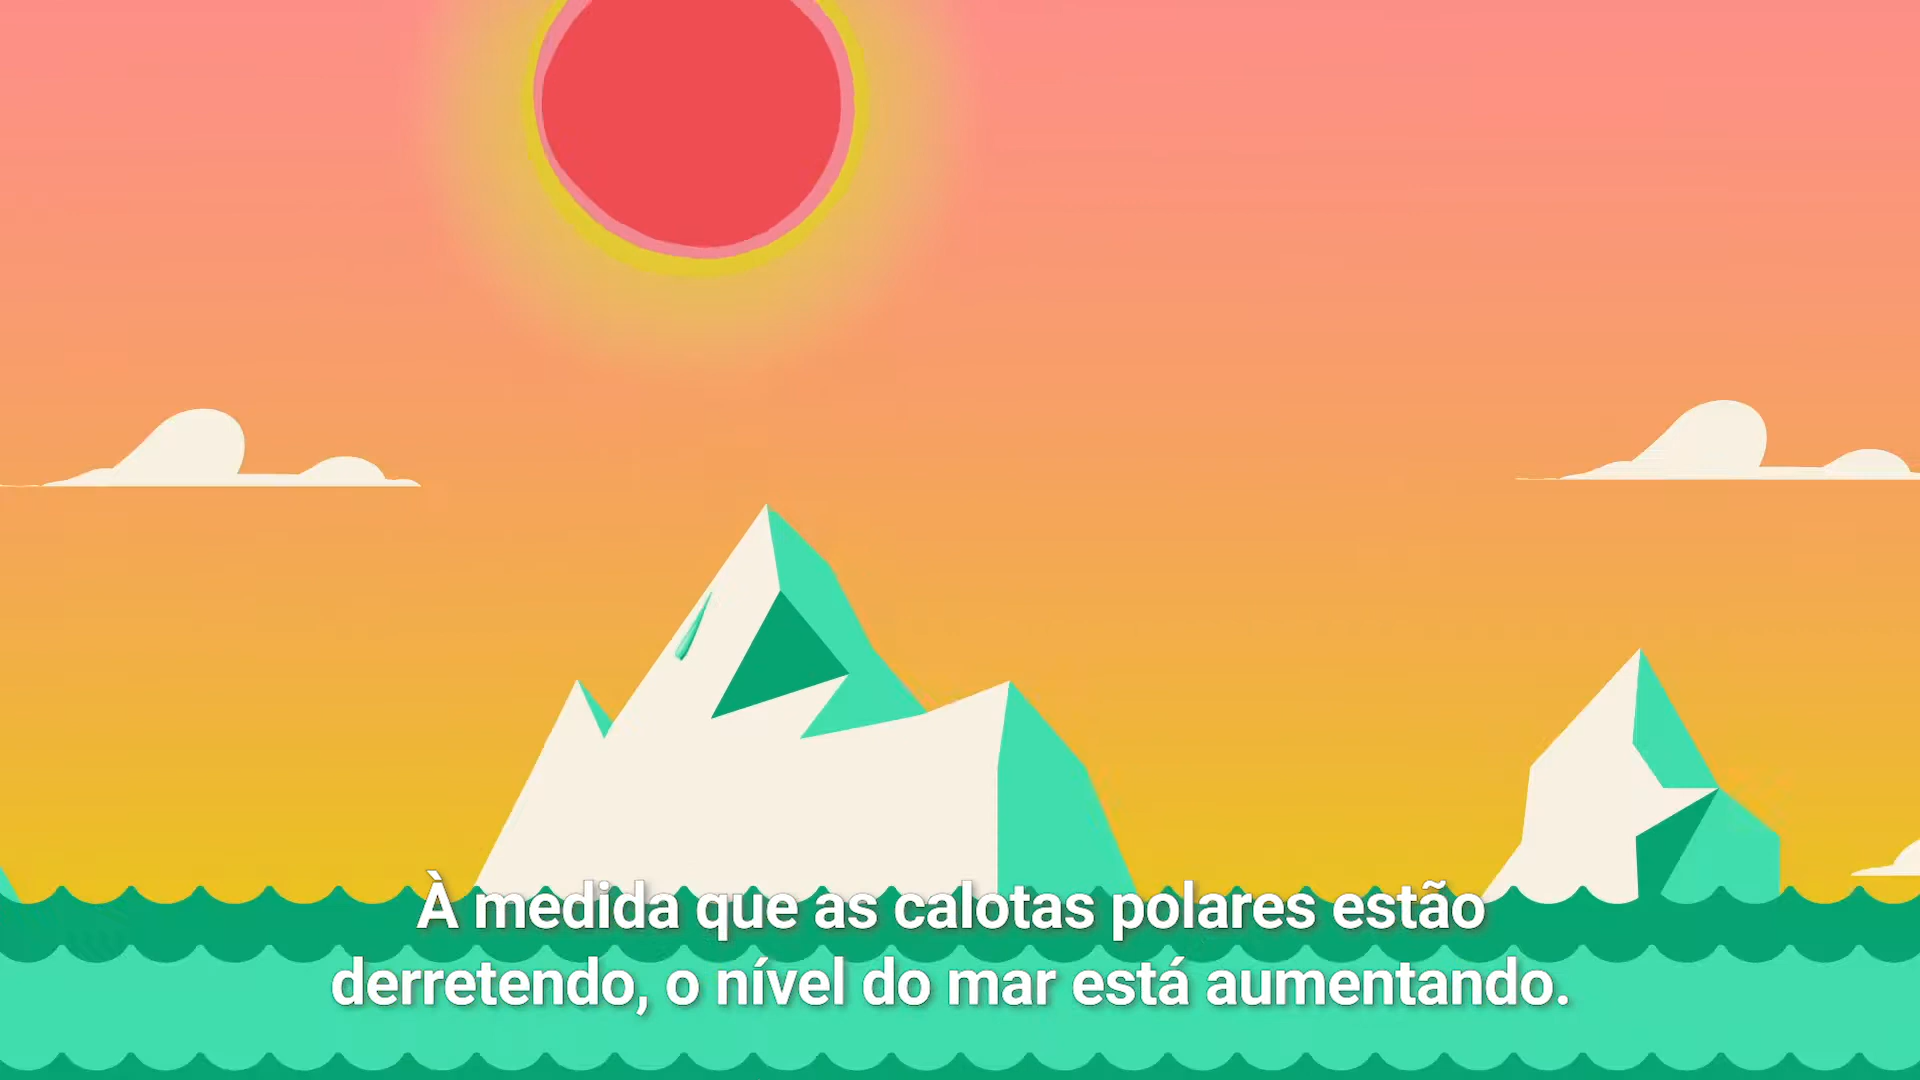 À medida que as calotas polares estão
derretendo, o nível do mar está aumentando.